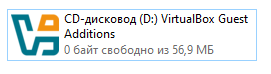 CD-дисковод (D:) VirtualBox Guest
Additions
0 байт свободно из 56,9 МБ